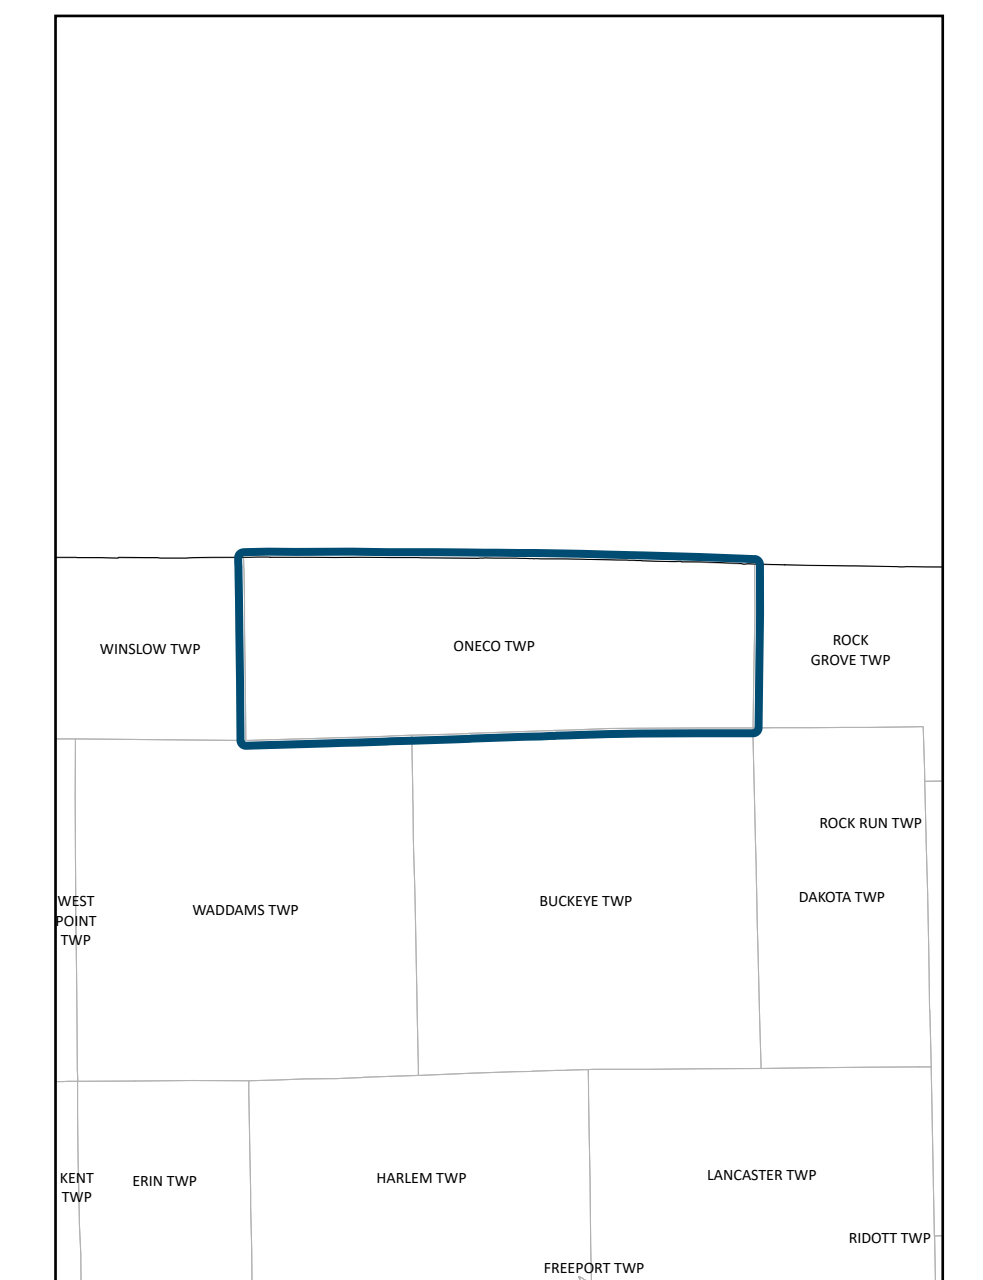 WINSLOW TWP
ONECO TWP
ROCK
GROVE TWP
ROCK RUN TWP
WEST
POINT
TWP
WADDAMS TWP
BUCKEYE TWP
DAKOTA TWP
KENT
TWP
ERIN TWP
HARLEM TWP
LANCASTER TWP
RIDOTT TWP
FREEPORT TWP